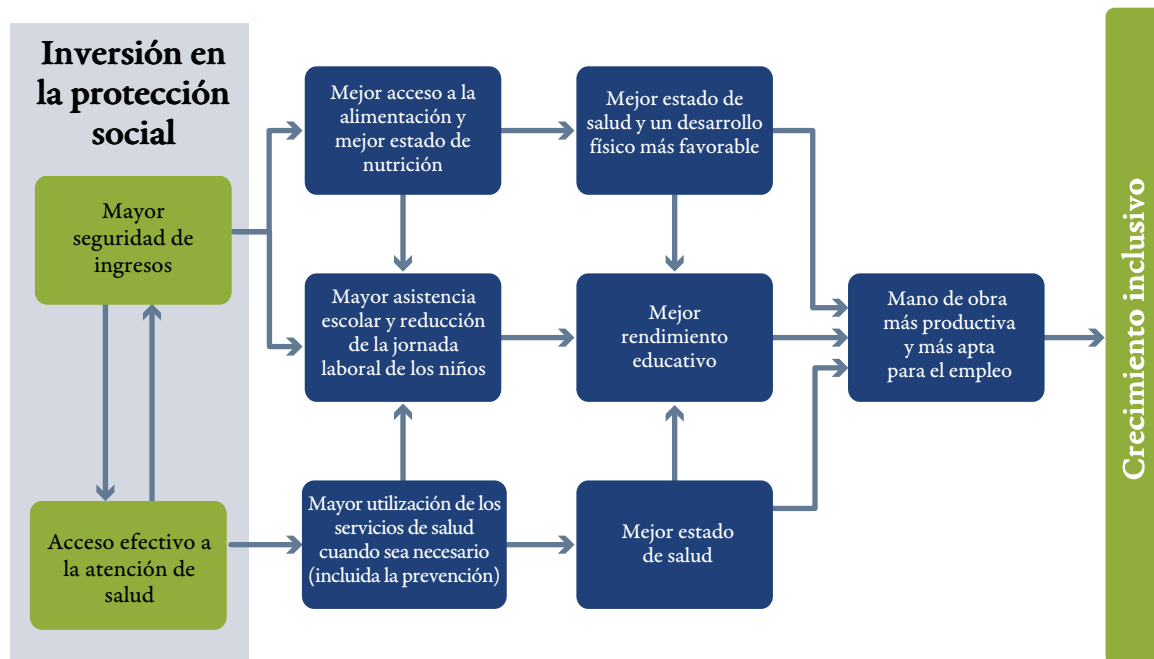 Inversión en
la protección
social
Mayor
seguridad de
ingresos
Acceso efectivo a
la atención de
salud
Mejor acceso a la
alimentación y
mejor estado de
nutrición
Mejor estado de
salud y un desarrollo
físico más favorable
Mayor asistencia
escolar y reducción
de la jornada
laboral de los niños
Mejor
rendimiento
educativo
Mano de obra
más productiva
y más apta
para el empleo
Mayor utilización de los
servicios de salud
cuando sea necesario
(incluida la prevención)
Mejor estado
de salud
Crecimiento inclusivo